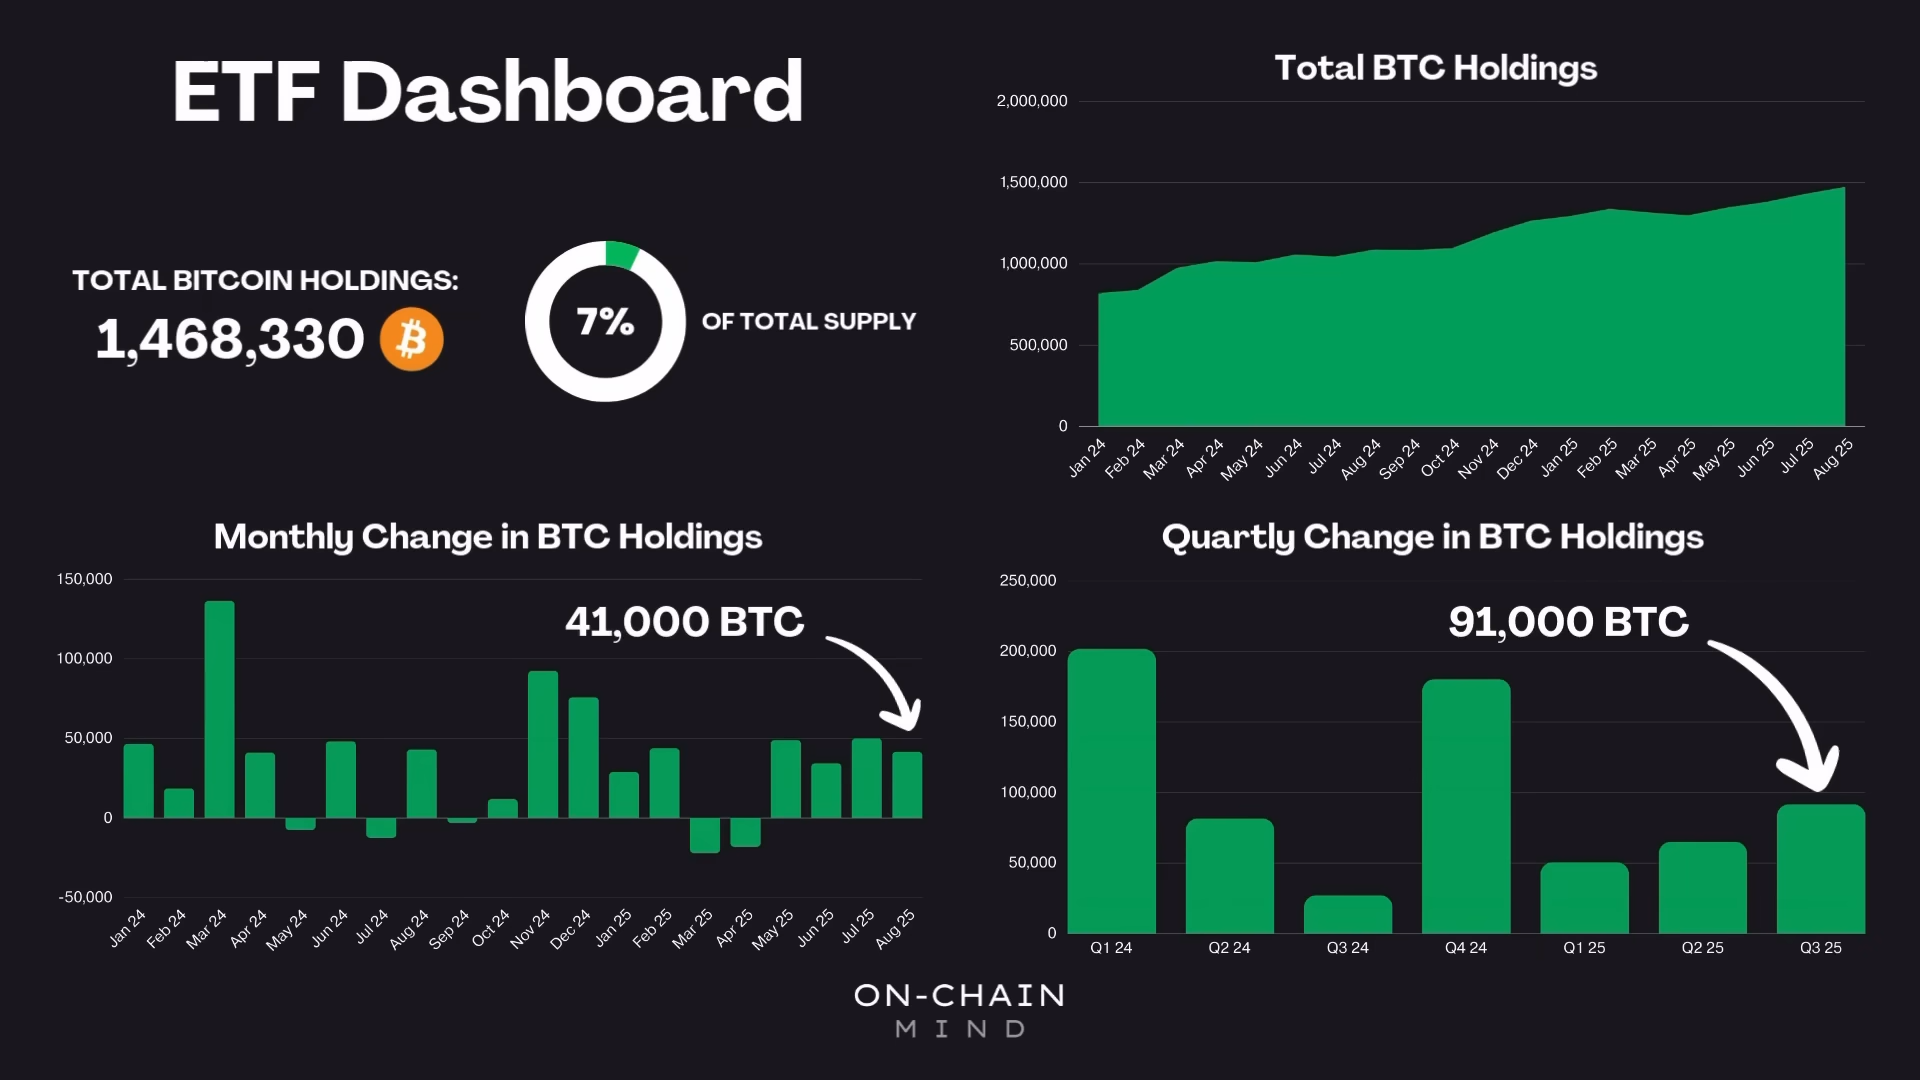 ETF Dashboard
TOTAL BITCOIN HOLDINGS:
1,468,330
7%
OF TOTAL SUPPLY
Total BTC Holdings
2,000,000
1,500,000
1,000,000
500,000
0
Jan 24
Feb 24
Mar 24
Apr 24
May 24
Jun 24
Jul 24
Aug 24
Sep 24
Oct 24
Nov 24
Dec 24
Jan 25
Feb 25
Mar 25
Apr 25
May 25
Jun 25
Jul 25
Aug 25
Monthly Change in BTC Holdings
150,000
41,000 BTC
100,000
50,000
0
-50,000
Jan 24
Feb 24
Mar 24
Apr 24
May 24
Jun 24
Jul 24
Aug 24
Sep 24
Oct 24
Nov 24
Dec 24
Jan 25
Feb 25
Mar 25
Apr 25
May 25
Jun 25
Jul 25
Aug 25
Quartly Change in BTC Holdings
250,000
91,000 BTC
200,000
150,000
100,000
50,000
0
Q1 24
Q2 24
Q3 24
Q4 24
Q1 25
Q2 25
Q3 25
ON-CHAIN
MIND